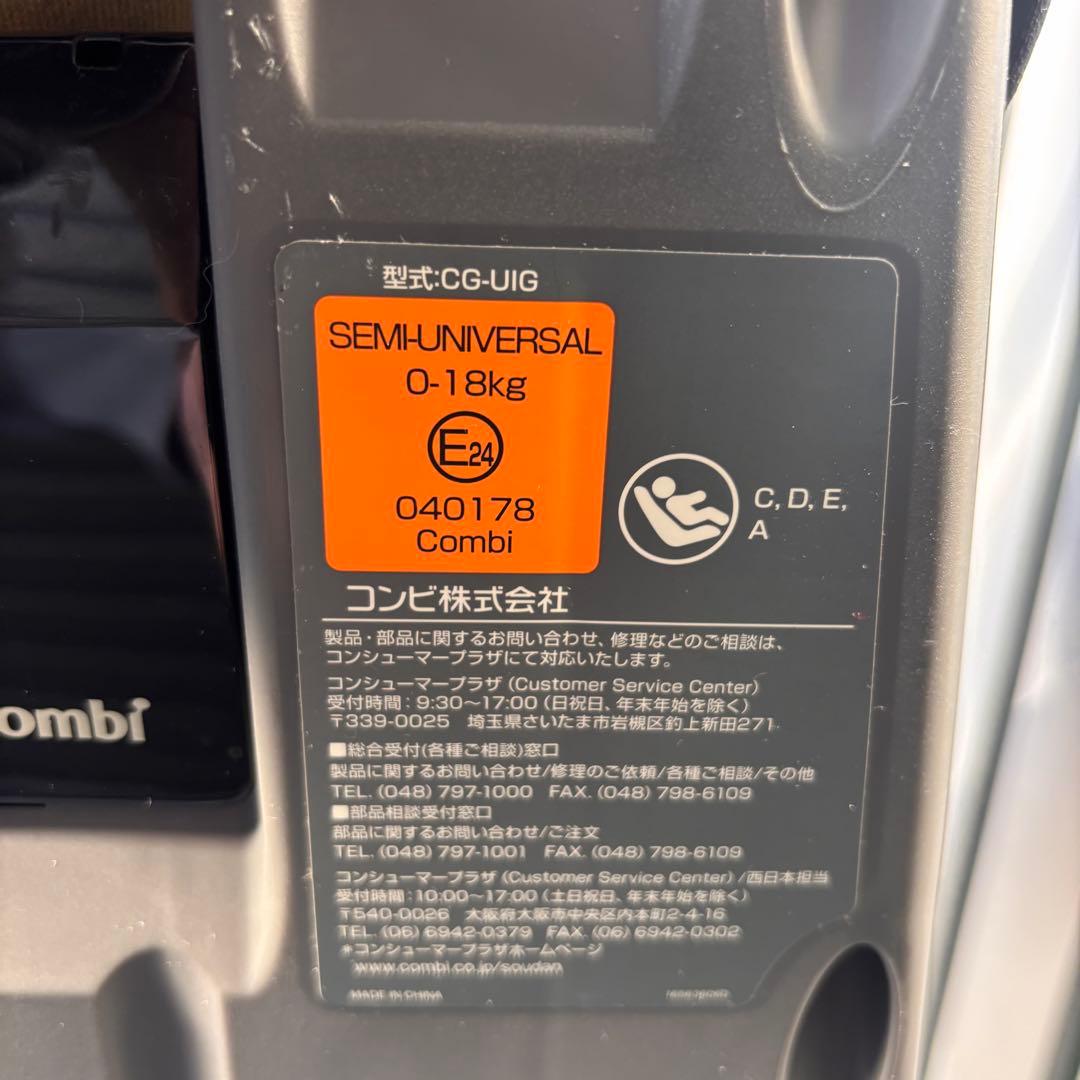 型式:CG-UIG
SEMI-UNIVERSAL
0-18kg
E24
040178
Combi
C, D, E,
A
コンビ株式会社
製品・部品に関するお問い合わせ、修理などのご相談は、
コンシューマープラザにて対応いたします。
コンシューマープラザ (Customer Service Center)
受付時間:9:30〜17:00 (日祝日、年末年始を除く)
〒339-0025 埼玉県さいたま市岩槻区釣上新田271
■総合受付(各種ご相談)窓口
製品に関するお問い合わせ/修理のご依頼/各種ご相談/その他
TEL. (048) 797-1000 FAX. (048) 798-6109
■部品相談受付窓口
部品に関するお問い合わせ/ご注文
TEL. (048) 797-1001 FAX. (048) 798-6109
コンシューマープラザ (Customer Service Center) /西日本担当
受付時間:10:00〜17:00 (土日祝日、年末年始を除く)
〒540-0026 大阪府大阪市中央区内本町2-4-16
TEL. (06) 6942-0379 FAX. (06) 6942-0302
*コンシューマープラザホームページ
www.combi.co.jp/soudan
MADE IN CHINA
ombi